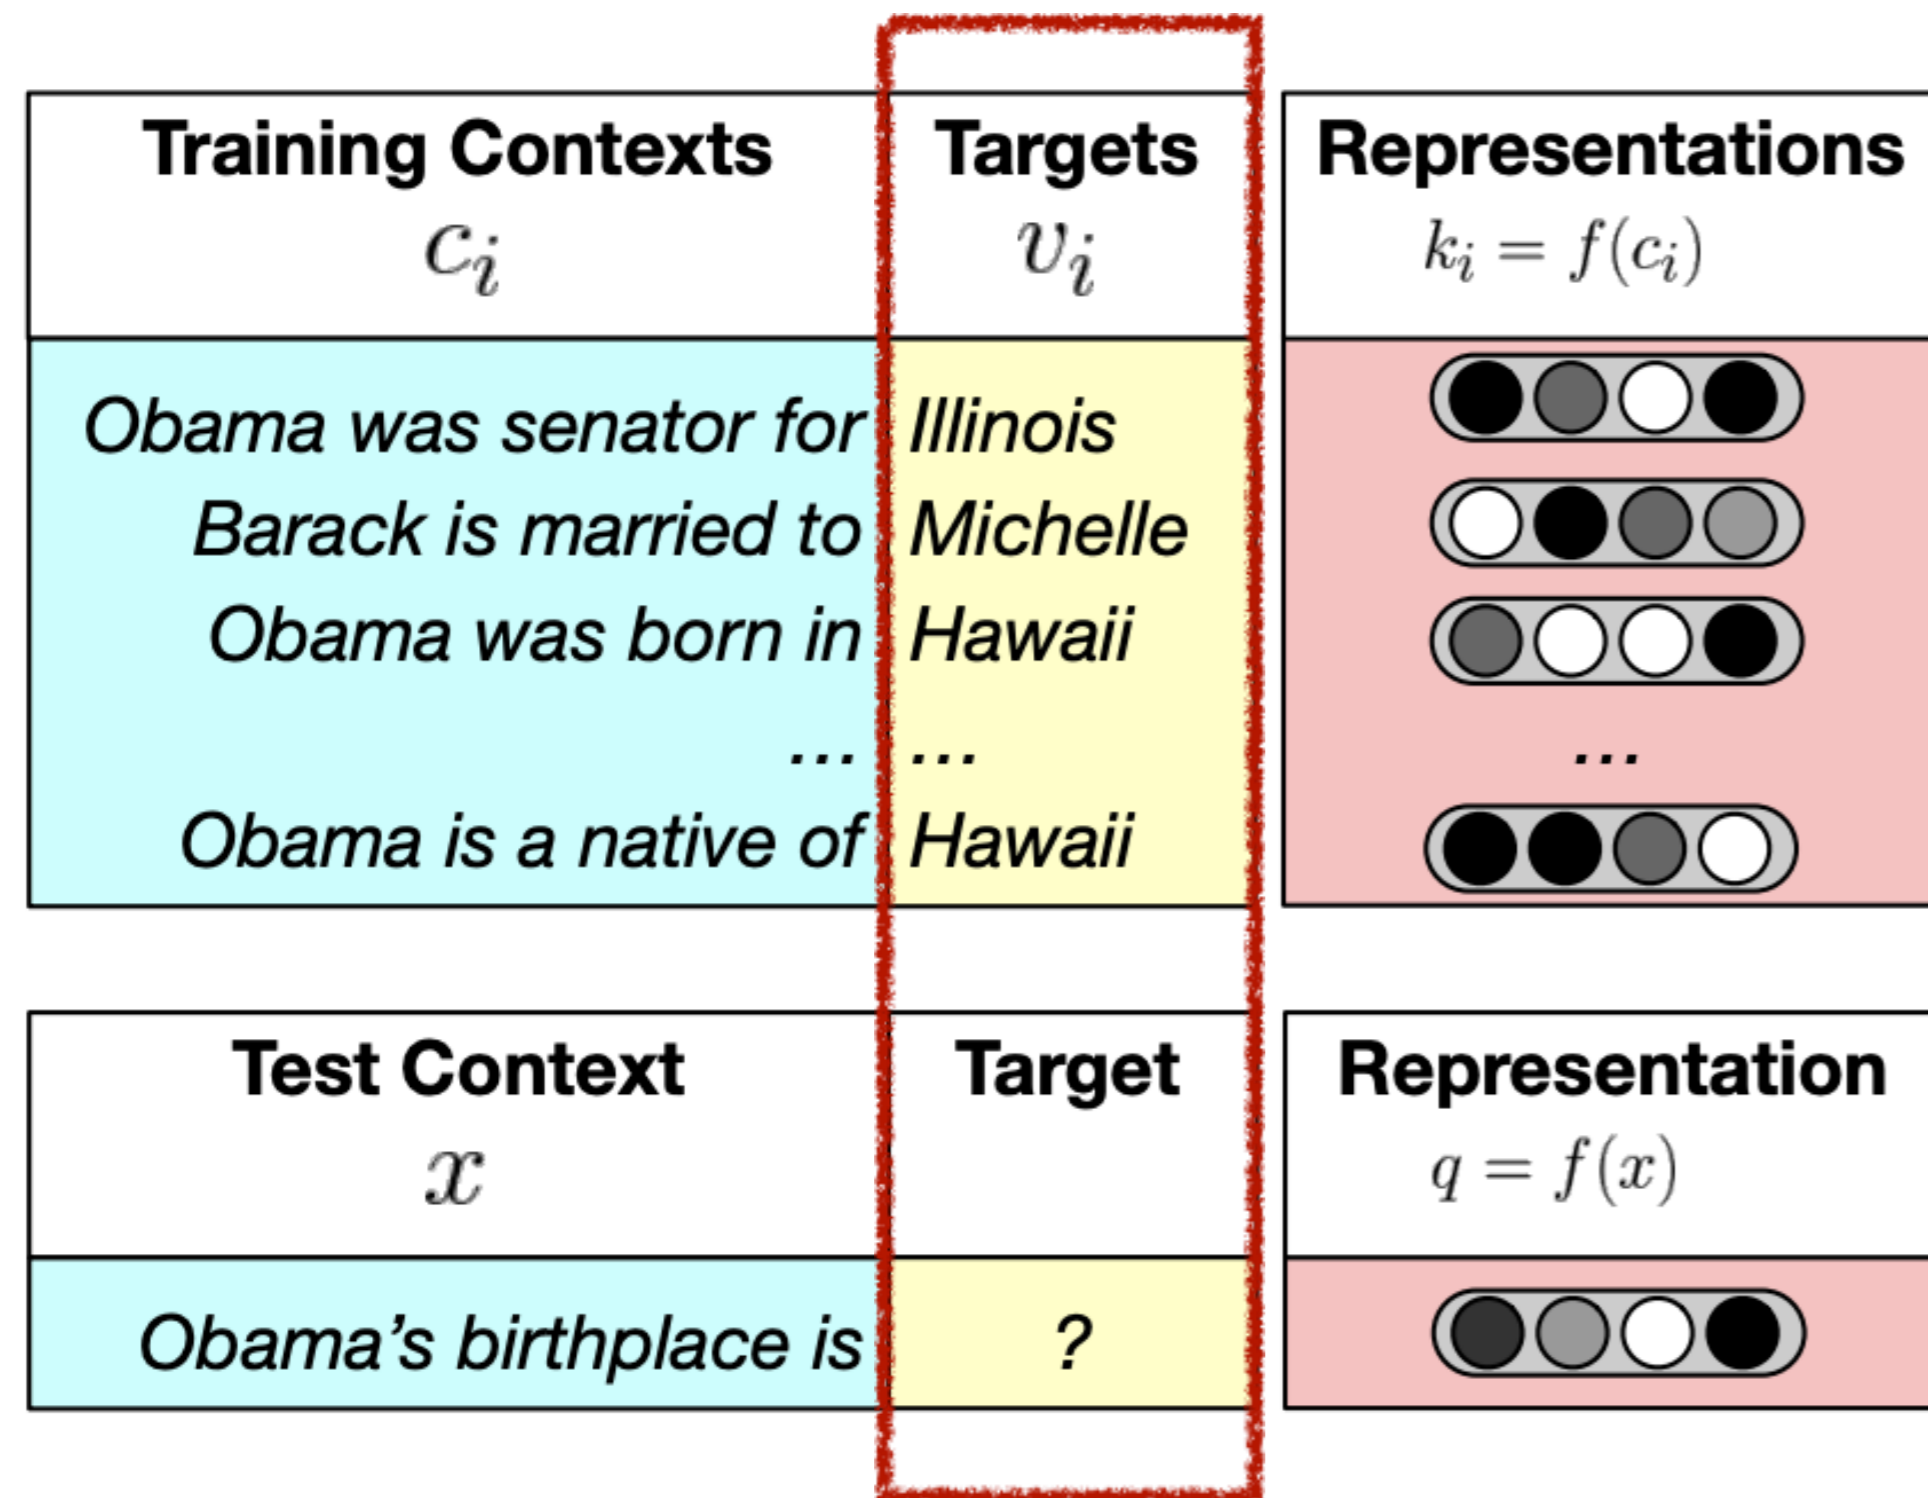 Training Contexts Targets Representations
c_i v_i k_i = f(c_i)
Obama was senator for Illinois
Barack is married to Michelle
Obama was born in Hawaii
... ... ...
Obama is a native of Hawaii
Test Context Target Representation
x q = f(x)
Obama’s birthplace is ?